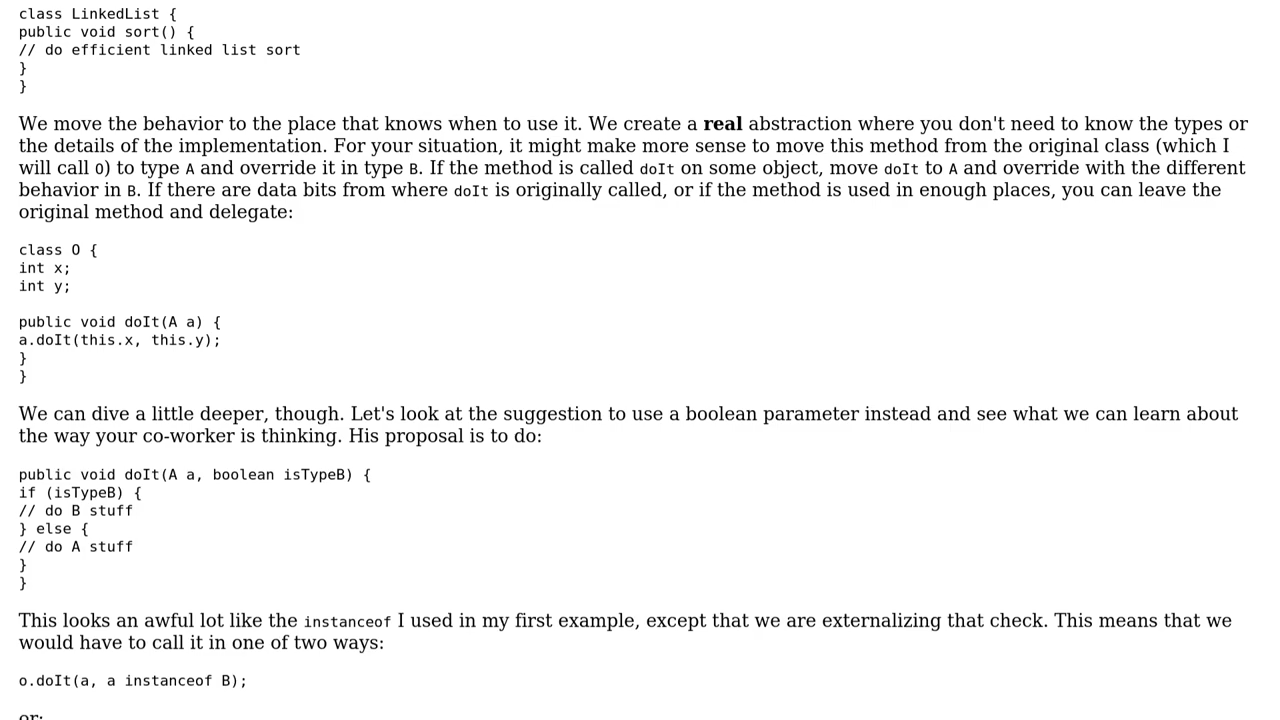 class LinkedList {
public void sort() {
// do efficient linked list sort
}
}
We move the behavior to the place that knows when to use it. We create a real abstraction where you don't need to know the types or
the details of the implementation. For your situation, it might make more sense to move this method from the original class (which I
will call O) to type A and override it in type B. If the method is called doIt on some object, move doIt to A and override with the different
behavior in B. If there are data bits from where doIt is originally called, or if the method is used in enough places, you can leave the
original method and delegate:
class O {
int x;
int y;
public void doIt(A a) {
a.doIt(this.x, this.y);
}
}
We can dive a little deeper, though. Let's look at the suggestion to use a boolean parameter instead and see what we can learn about
the way your co-worker is thinking. His proposal is to do:
public void doIt(A a, boolean isTypeB) {
if (isTypeB) {
// do B stuff
} else {
// do A stuff
}
}
This looks an awful lot like the instanceof I used in my first example, except that we are externalizing that check. This means that we
would have to call it in one of two ways:
o.doIt(a, a instanceof B);
or: